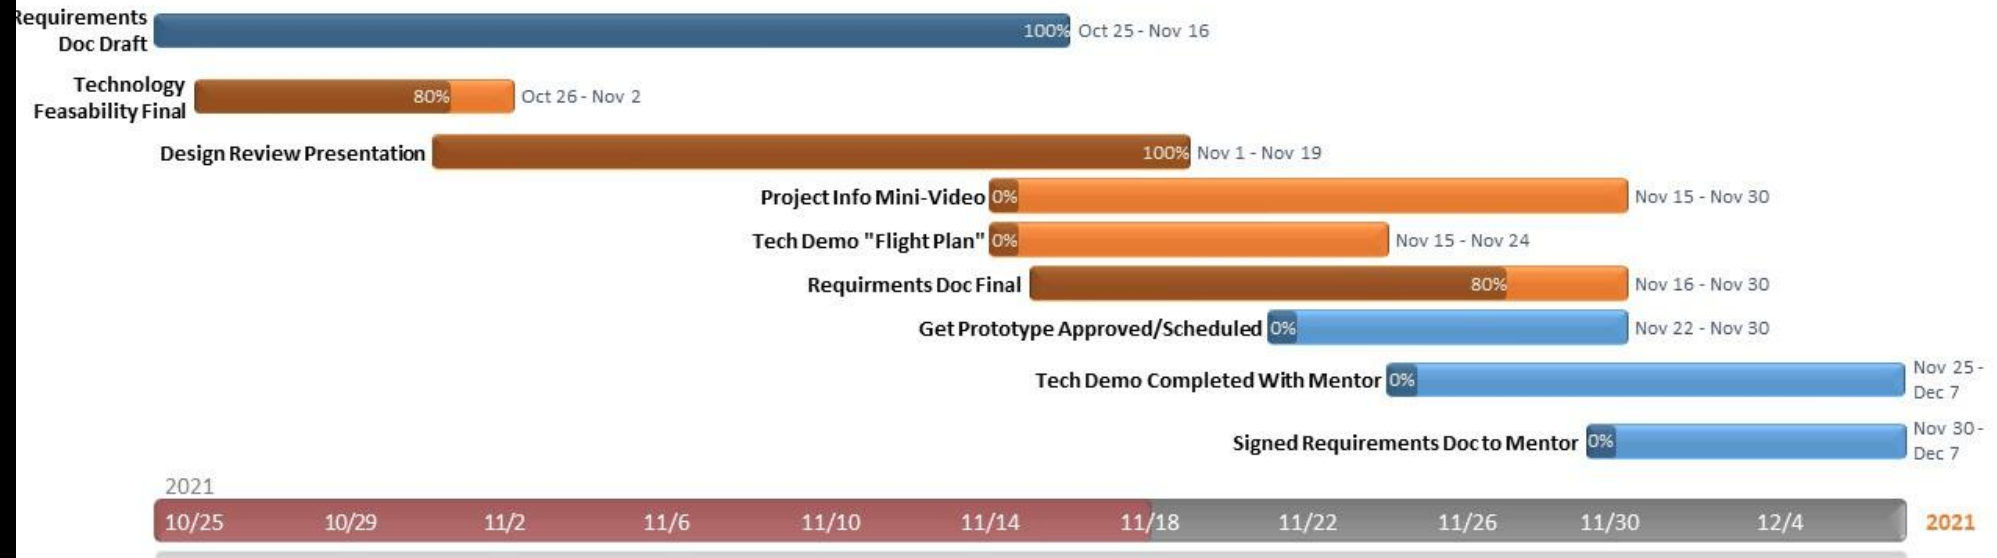 Requirements
Doc Draft
100%
Oct 25 - Nov 16
Technology
Feasability Final
80%
Oct 26 - Nov 2
Design Review Presentation
100%
Nov 1 - Nov 19
Project Info Mini-Video
0%
Nov 15 - Nov 30
Tech Demo "Flight Plan"
0%
Nov 15 - Nov 24
Requirments Doc Final
80%
Nov 16 - Nov 30
Get Prototype Approved/Scheduled
0%
Nov 22 - Nov 30
Tech Demo Completed With Mentor
0%
Nov 25 -
Dec 7
Signed Requirements Doc to Mentor
0%
Nov 30 -
Dec 7
2021
10/25 10/29 11/2 11/6 11/10 11/14 11/18 11/22 11/26 11/30 12/4 2021